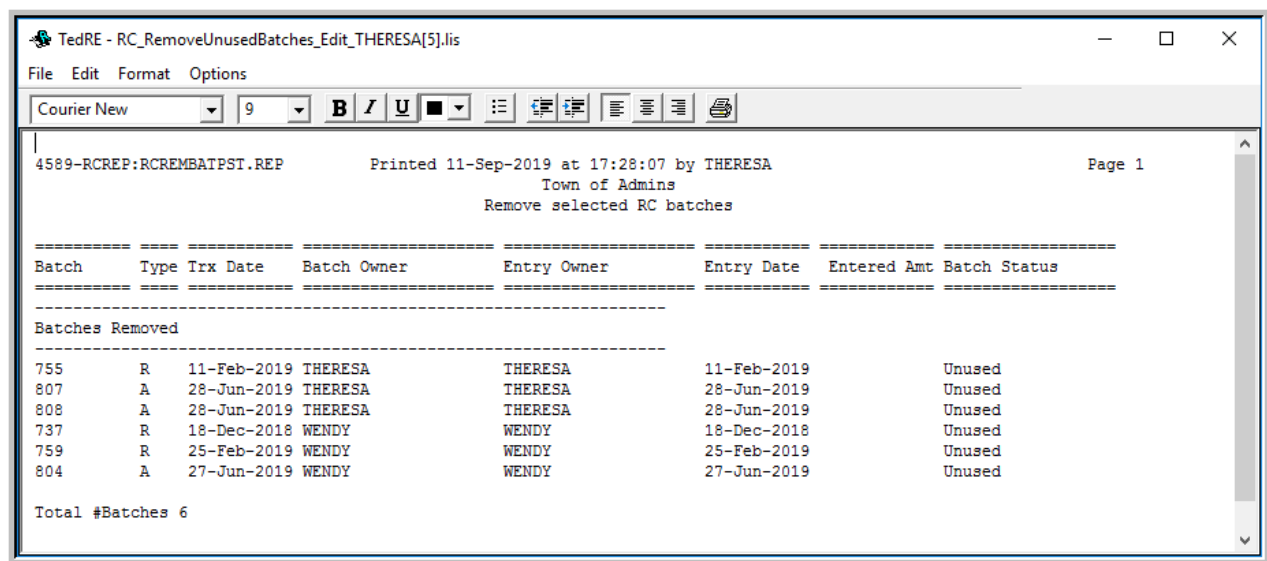 TedRE - RC_RemoveUnusedBatches_Edit_THERESA[5].lis
File Edit Format Options
Courier New 9 B I U
4589-RCREP:RCREMBATPST.REP Printed 11-Sep-2019 at 17:28:07 by THERESA Page 1
Town of Admins
Remove selected RC batches
========== ==== =========== ==================== ==================== =========== ============ ==================
Batch Type Trx Date Batch Owner Entry Owner Entry Date Entered Amt Batch Status
========== ==== =========== ==================== ==================== =========== ============ ==================
------------------------------------------------------------------
Batches Removed
------------------------------------------------------------------
755 R 11-Feb-2019 THERESA THERESA 11-Feb-2019 Unused
807 A 28-Jun-2019 THERESA THERESA 28-Jun-2019 Unused
808 A 28-Jun-2019 THERESA THERESA 28-Jun-2019 Unused
737 R 18-Dec-2018 WENDY WENDY 18-Dec-2018 Unused
759 R 25-Feb-2019 WENDY WENDY 25-Feb-2019 Unused
804 A 27-Jun-2019 WENDY WENDY 27-Jun-2019 Unused
Total #Batches 6